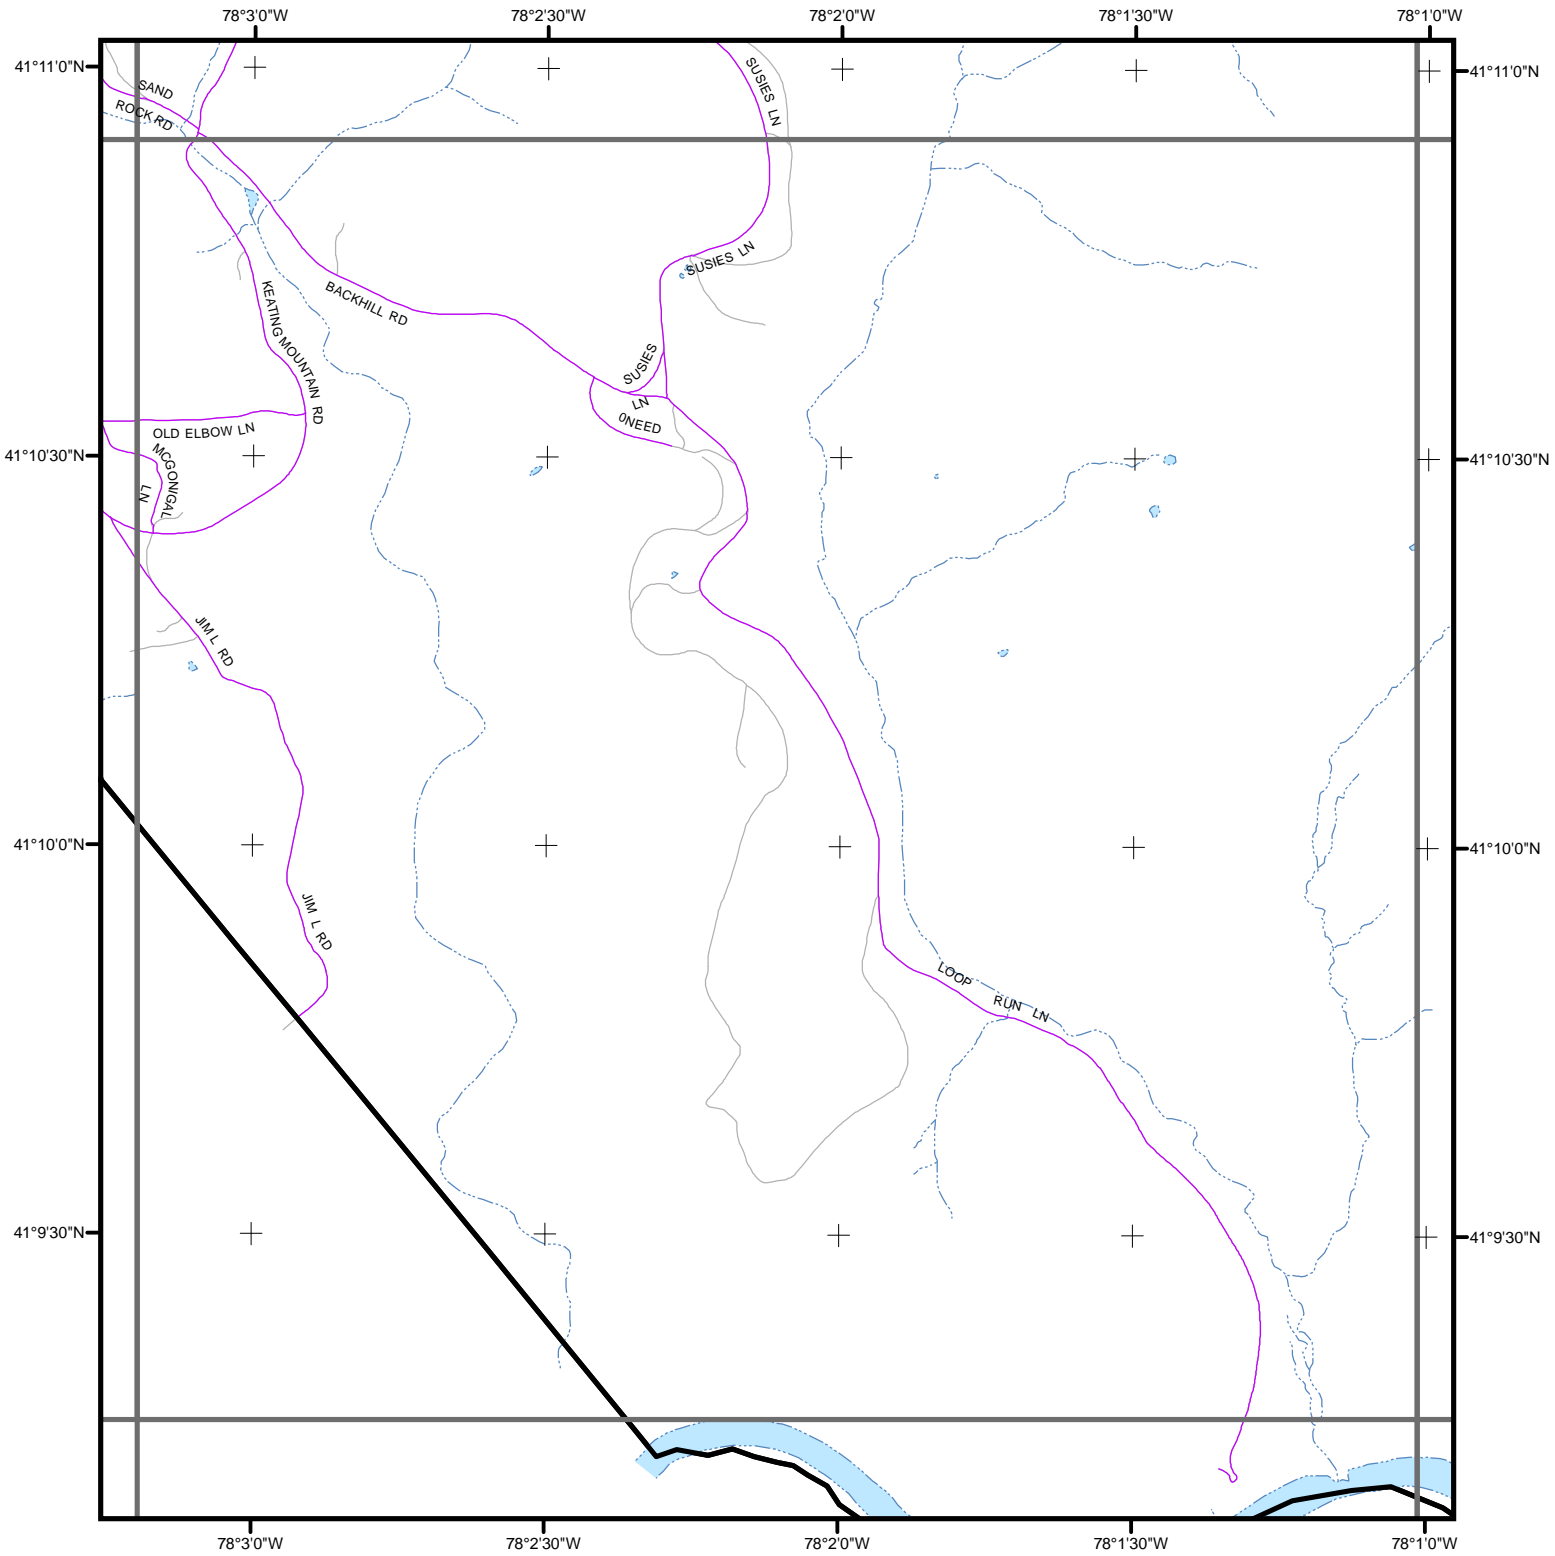 78°3'0"W
78°2'30"W
78°2'0"W
78°1'30"W
78°1'0"W
41°11'0"N
41°11'0"N
SAND
ROCK RD
SUSIES LN
SUSIES LN
BACKHILL RD
KEATING MOUNTAIN RD
SUSIES
LN
0NEED
OLD ELBOW LN
MCGONIGAL
LN
41°10'30"N
41°10'30"N
JIM L RD
41°10'0"N
41°10'0"N
JIM L RD
LOOP
RUN LN
41°9'30"N
41°9'30"N
78°3'0"W
78°2'30"W
78°2'0"W
78°1'30"W
78°1'0"W